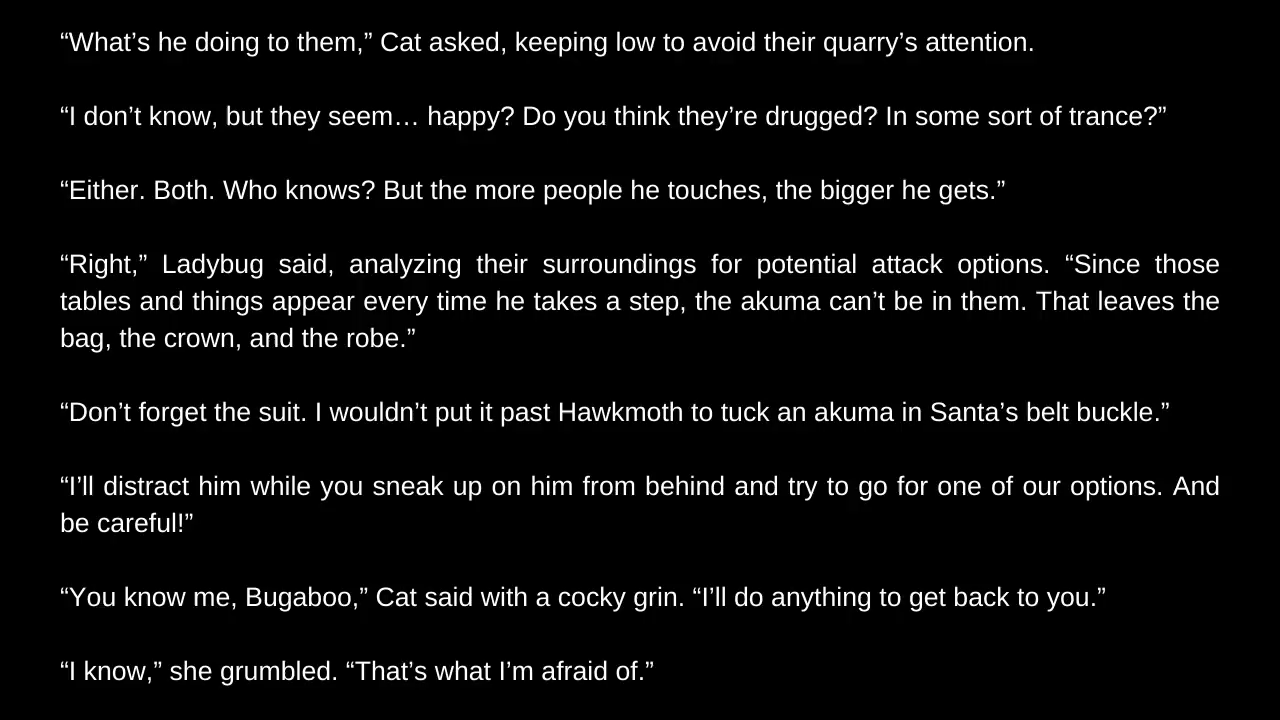 “What’s he doing to them,” Cat asked, keeping low to avoid their quarry’s attention.
“I don’t know, but they seem… happy? Do you think they’re drugged? In some sort of trance?”
“Either. Both. Who knows? But the more people he touches, the bigger he gets.”
“Right,” Ladybug said, analyzing their surroundings for potential attack options. “Since those
tables and things appear every time he takes a step, the akuma can’t be in them. That leaves the
bag, the crown, and the robe.”
“Don’t forget the suit. I wouldn’t put it past Hawkmoth to tuck an akuma in Santa’s belt buckle.”
“I’ll distract him while you sneak up on him from behind and try to go for one of our options. And
be careful!”
“You know me, Bugaboo,” Cat said with a cocky grin. “I’ll do anything to get back to you.”
“I know,” she grumbled. “That’s what I’m afraid of.”